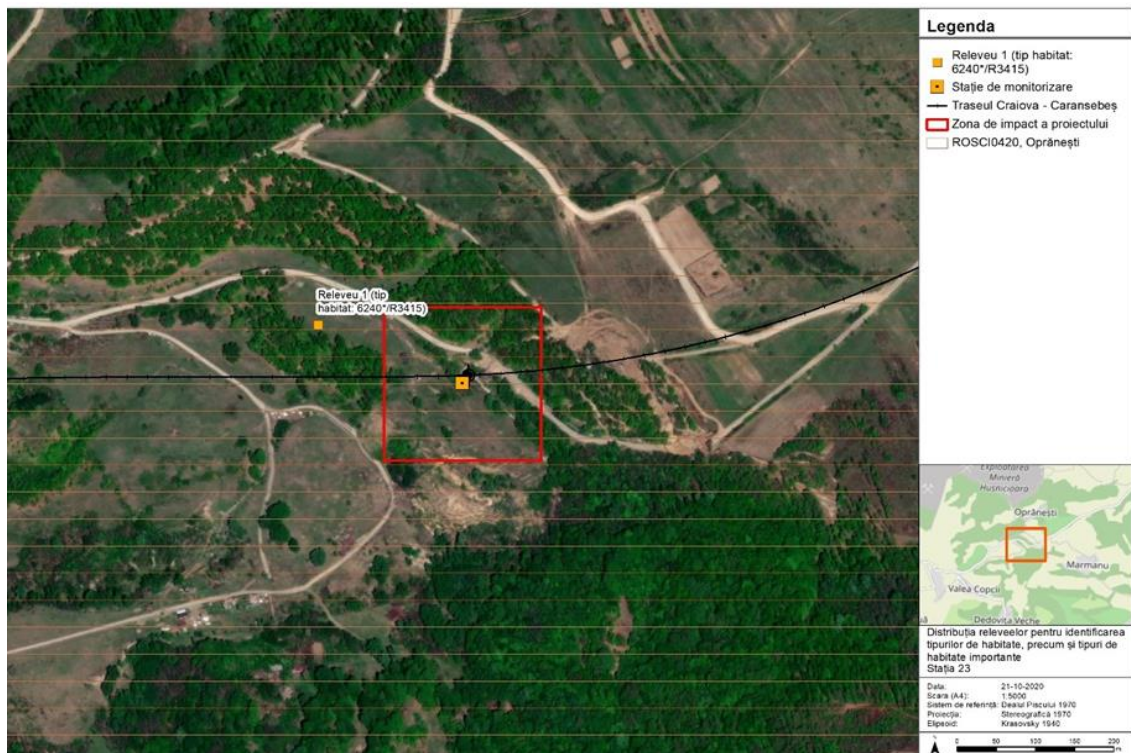 Legenda
Releveu 1 (tip habitat:
6240*/R3415)
Stație de monitorizare
Traseul Craiova - Caransebeș
Zona de impact a proiectului
ROSCI0420, Oprănești
Releveu 1 (tip
habitat: 6240*/R3415)
Exploatarea
Minieră
Husnicioara
Oprănești
Marmanu
Valea Copcii
Dedovița Veche
Distribuția releveelor pentru identificarea
tipurilor de habitate, precum și tipuri de
habitate importante
Stația 23
Data: 21-10-2020
Scara (A4): 1:5000
Sistem de referință: Dealul Piscului 1970
Proiecția: Stereografică 1970
Elipsoid: Krasovsky 1940
0 50 100 150 200
m